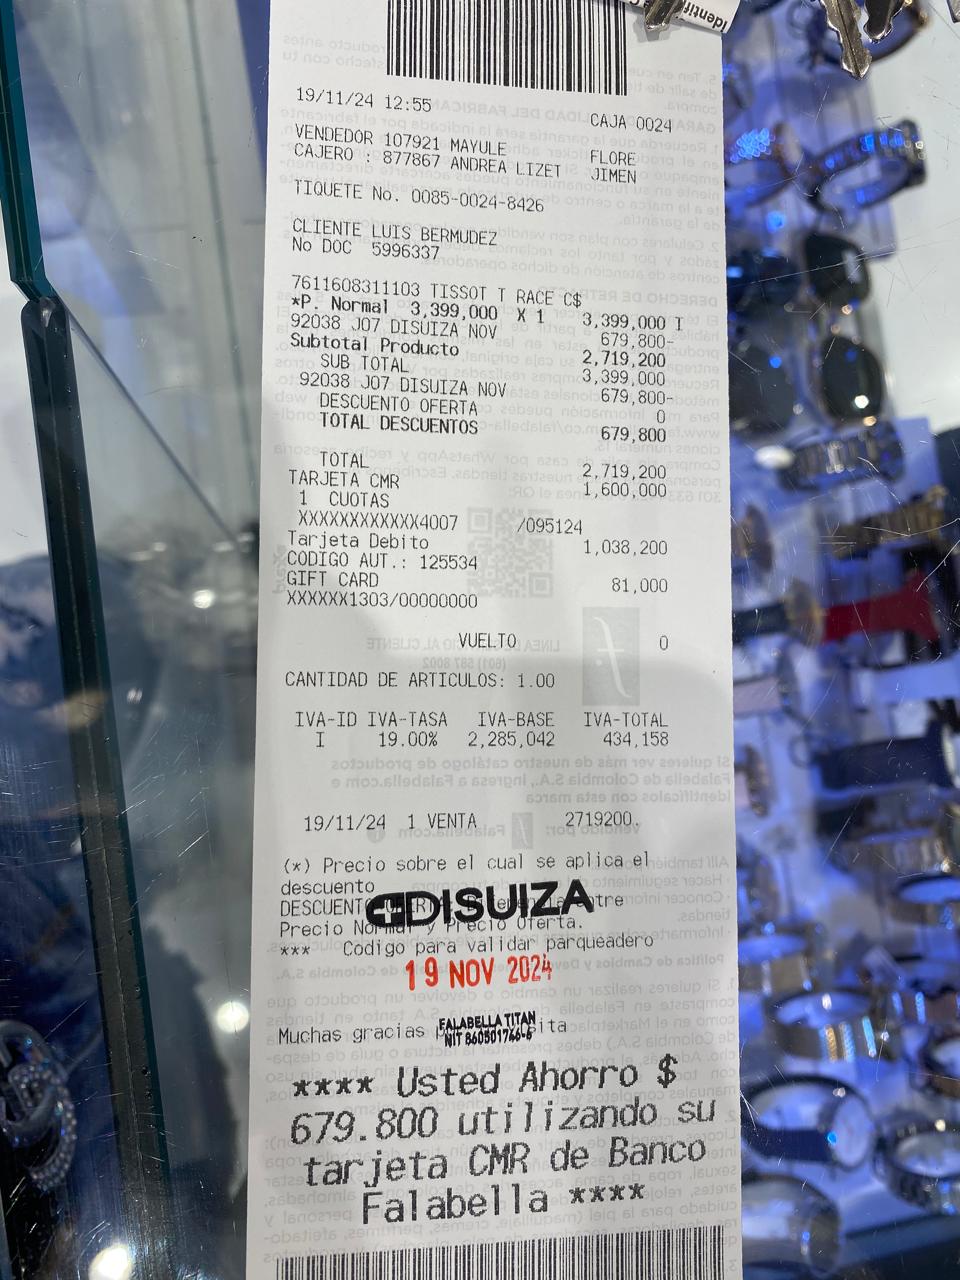 Identifi
19/11/24 12:55 CAJA 0024
VENDEDOR 107921 MAYULE FLORE
CAJERO : 877867 ANDREA LIZET JIMEN
TIQUETE No. 0085-0024-8426
CLIENTE LUIS BERMUDEZ
No DOC 5996337
7611608311103 TISSOT T RACE C$
*P. Normal 3,399,000 X 1 3,399,000 I
92038 J07 DISUIZA NOV 679,800-
Subtotal Producto 2,719,200
SUB TOTAL 3,399,000
92038 J07 DISUIZA NOV 679,800-
DESCUENTO OFERTA 0
TOTAL DESCUENTOS 679,800
TOTAL 2,719,200
TARJETA CMR 1,600,000
1 CUOTAS
XXXXXXXXXXXX4007 /095124
Tarjeta Debito 1,038,200
CODIGO AUT.: 125534
GIFT CARD 81,000
XXXXXX1303/00000000
VUELTO 0
CANTIDAD DE ARTICULOS: 1.00
IVA-ID IVA-TASA IVA-BASE IVA-TOTAL
I 19.00% 2,285,042 434,158
19/11/24 1 VENTA 2719200.
(*) Precio sobre el cual se aplica el
descuento
DISUIZA
Precio Normal y Precio Oferta.
*** Codigo para validar parqueadero
19 NOV 2024
Muchas gracias
FALABELLA TITAN
NIT 860501746-6
**** Usted Ahorro $
679.800 utilizando su
tarjeta CMR de Banco
Falabella ****